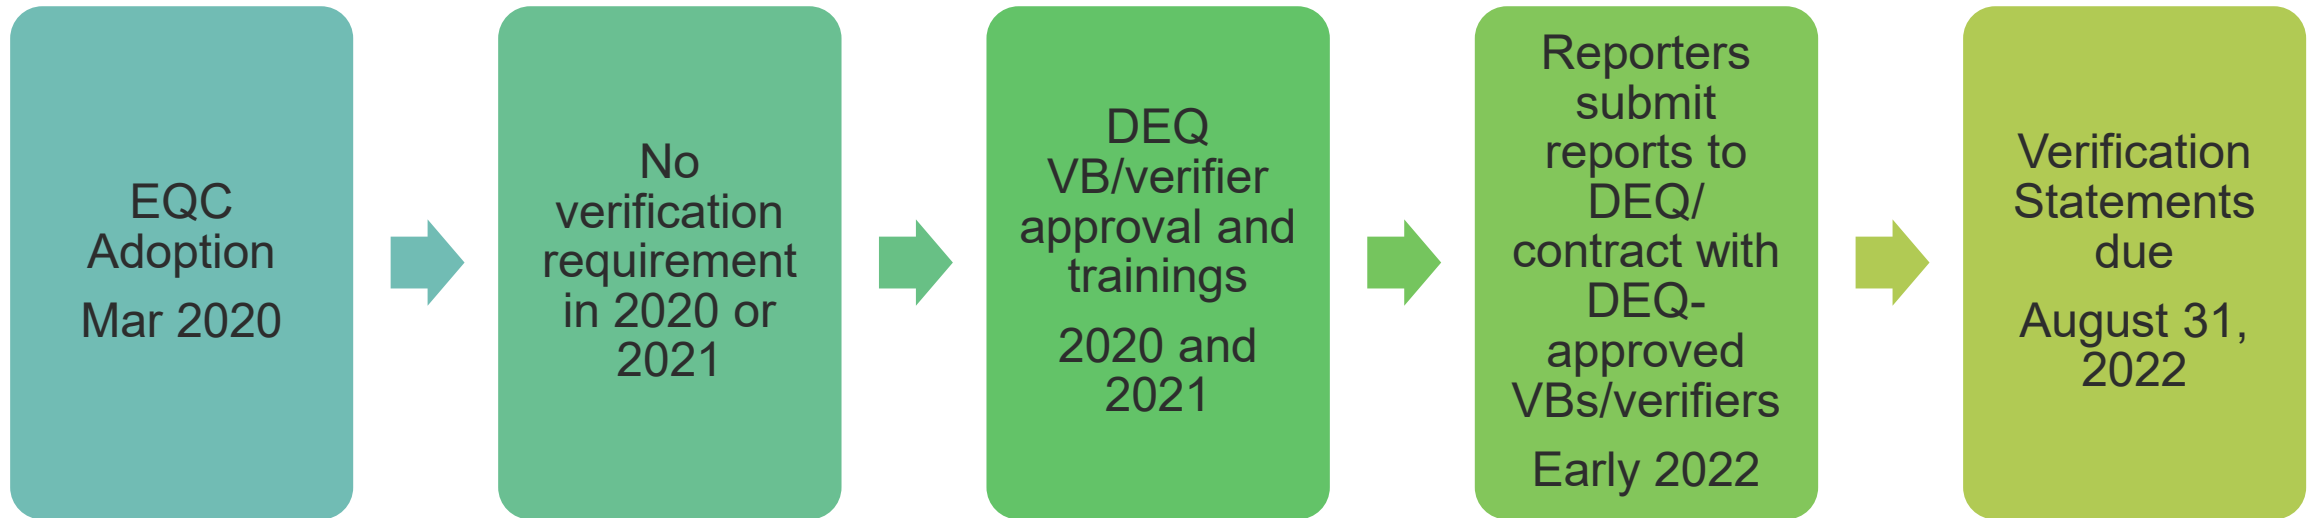 EQC
Adoption
Mar 2020
No
verification
requirement
in 2020 or
2021
DEQ
VB/verifier
approval and
trainings
2020 and
2021
Reporters
submit
reports to
DEQ/
contract with
DEQ-
approved
VBs/verifiers
Early 2022
Verification
Statements
due
August 31,
2022